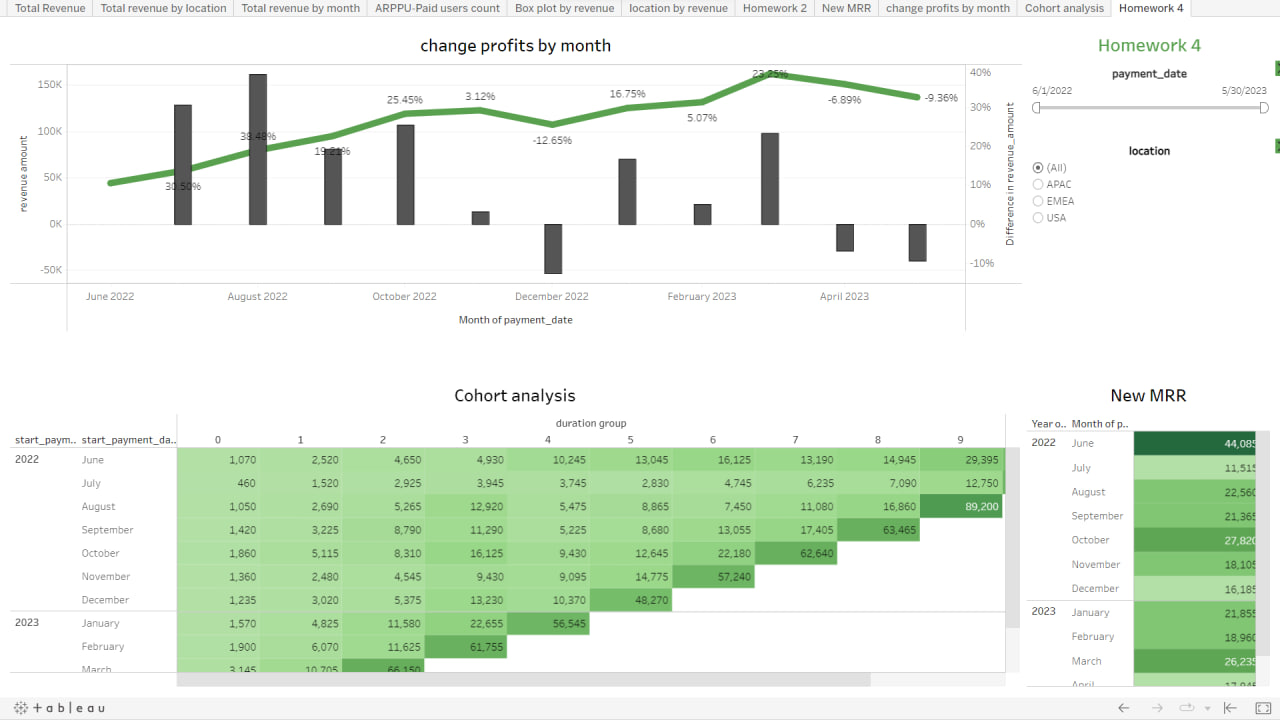 Total Revenue Total revenue by location Total revenue by month ARPPU-Paid users count Box plot by revenue location by revenue Homework 2 New MRR change profits by month Cohort analysis Homework 4
change profits by month
150K
100K
50K
0K
-50K
revenue amount
30.50%
38.48%
19.21%
25.45%
3.12%
-12.65%
16.75%
5.07%
23.25%
-6.89%
-9.36%
40%
30%
20%
10%
0%
-10%
Difference in revenue_amount
June 2022 August 2022 October 2022 December 2022 February 2023 April 2023
Month of payment_date
Homework 4
payment_date
6/1/2022 5/30/2023
location
(All)
APAC
EMEA
USA
Cohort analysis
duration group
start_paym.. start_payment_da.. 0 1 2 3 4 5 6 7 8 9
2022 June 1,070 2,520 4,650 4,930 10,245 13,045 16,125 13,190 14,945 29,395
July 460 1,520 2,925 3,945 3,745 2,830 4,745 6,235 7,090 12,750
August 1,050 2,690 5,265 12,920 5,475 8,865 7,450 11,080 16,860 89,200
September 1,420 3,225 8,790 11,290 5,225 8,680 13,055 17,405 63,465
October 1,860 5,115 8,310 16,125 9,430 12,645 22,180 62,640
November 1,360 2,480 4,545 9,430 9,095 14,775 57,240
December 1,235 3,020 5,375 13,230 10,370 48,270
2023 January 1,570 4,825 11,580 22,655 56,545
February 1,900 6,070 11,625 61,755
March 3,145 10,705 66,150
New MRR
Year o.. Month of p..
2022 June 44,085
July 11,515
August 22,560
September 21,365
October 27,820
November 18,105
December 16,185
2023 January 21,855
February 18,960
March 26,235
April
+ a b l e a u